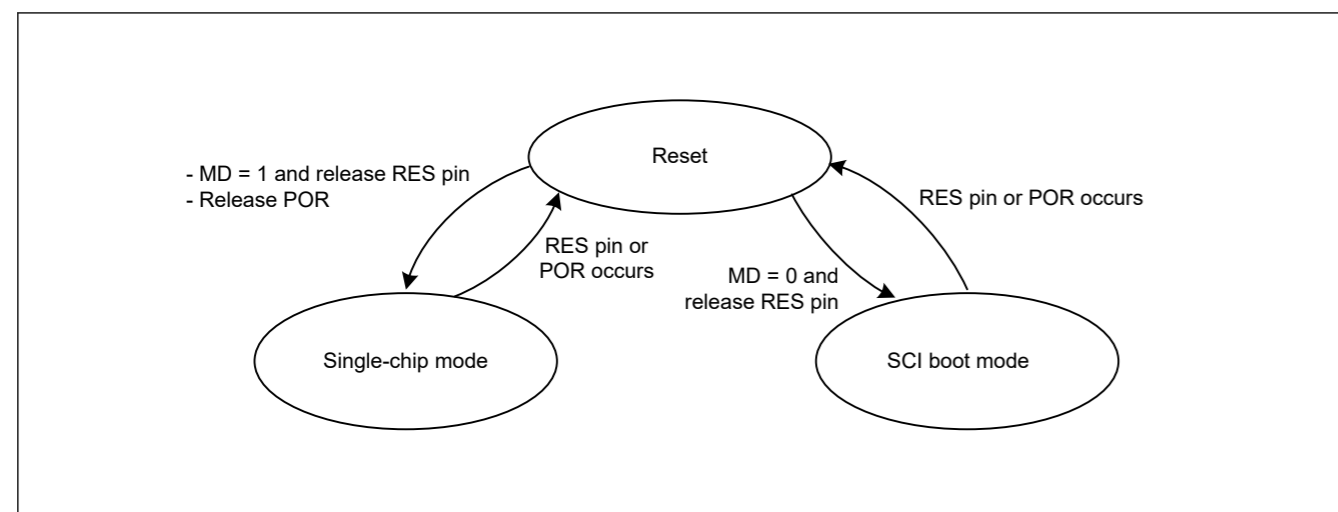 Reset
- MD = 1 and release RES pin
- Release POR
RES pin or POR occurs
RES pin or
POR occurs
MD = 0 and
release RES pin
Single-chip mode
SCI boot mode